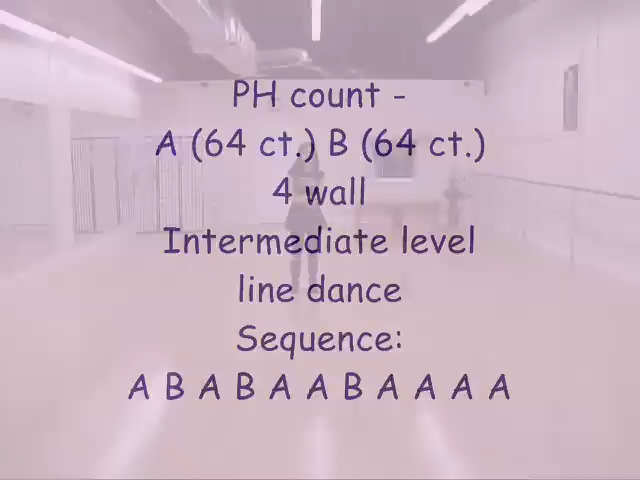 PH count -
A (64 ct.) B (64 ct.)
4 wall
Intermediate level
line dance
Sequence:
A B A B A A B A A A A